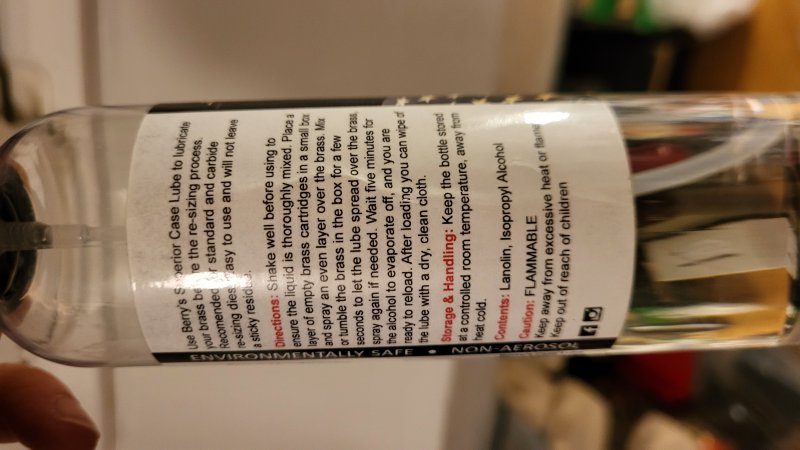 Use Berry's Superior Case Lube to lubricate
your brass before the re-sizing process.
Recomended for standard and carbide
re-sizing dies. Easy to use and will not leave
a sticky residue.
Directions: Shake well before using to
ensure the liquid is thoroughly mixed. Place a
layer of empty brass cartridges in a small box
and spray an even layer over the brass. Mix
or tumble the brass in the box for a few
seconds to let the lube spread over the brass,
spray again if needed. Wait five minutes for
the alcohol to evaporate off, and you are
ready to reload. After loading you can wipe off
the lube with a dry, clean cloth.
Storage & Handling: Keep the bottle stored
at a controlled room temperature, away from
heat cold.
Contents: Lanolin, Isopropyl Alcohol
Caution: FLAMMABLE
Keep away from excessive heat or flame
Keep out of reach of children
ENVIRONMENTALLY SAFE • NON-AEROSOL